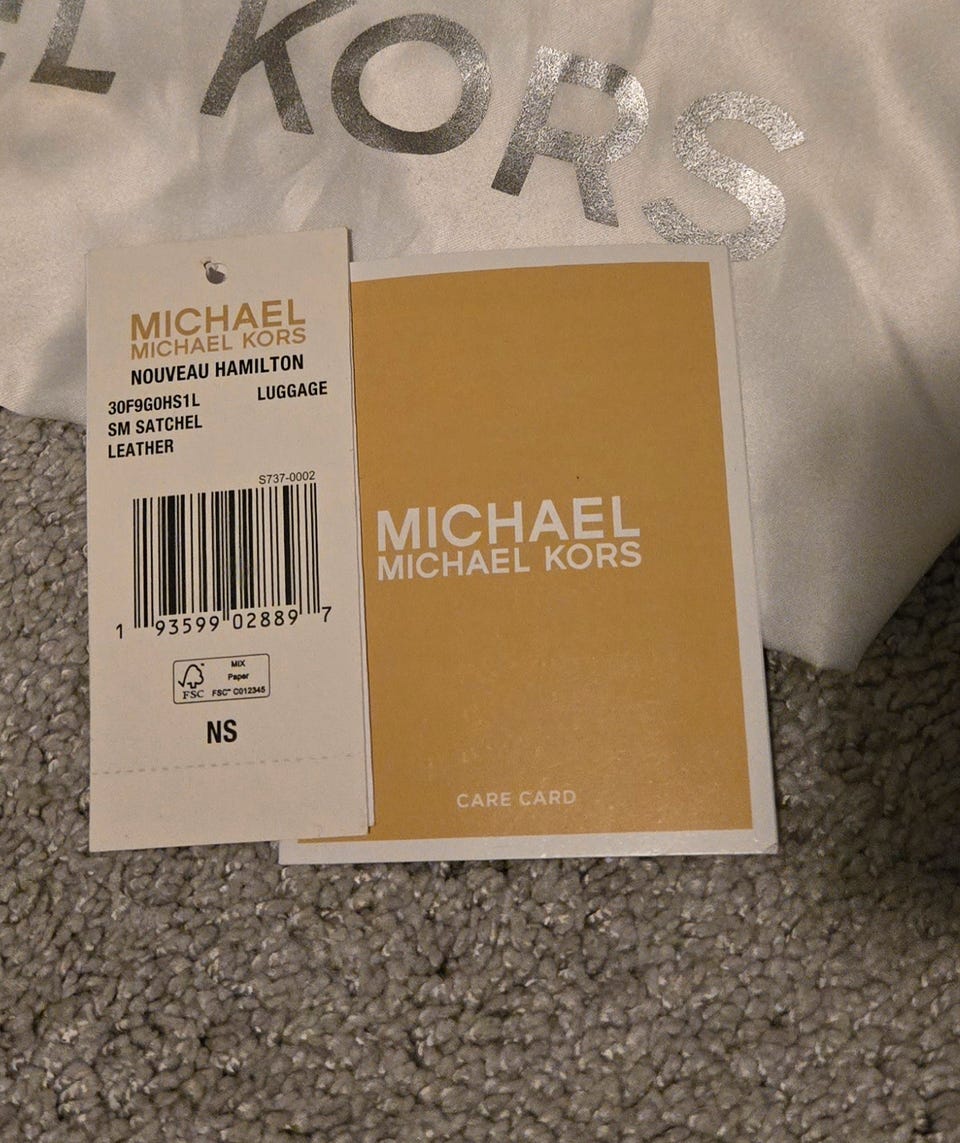 EL KORS
MICHAEL
MICHAEL KORS
NOUVEAU HAMILTON
30F9G0HS1L LUGGAGE
SM SATCHEL
LEATHER
S737-0002
1 93599 02889 7
MIX
Paper
FSC FSC™ C012345
NS
MICHAEL
MICHAEL KORS
CARE CARD